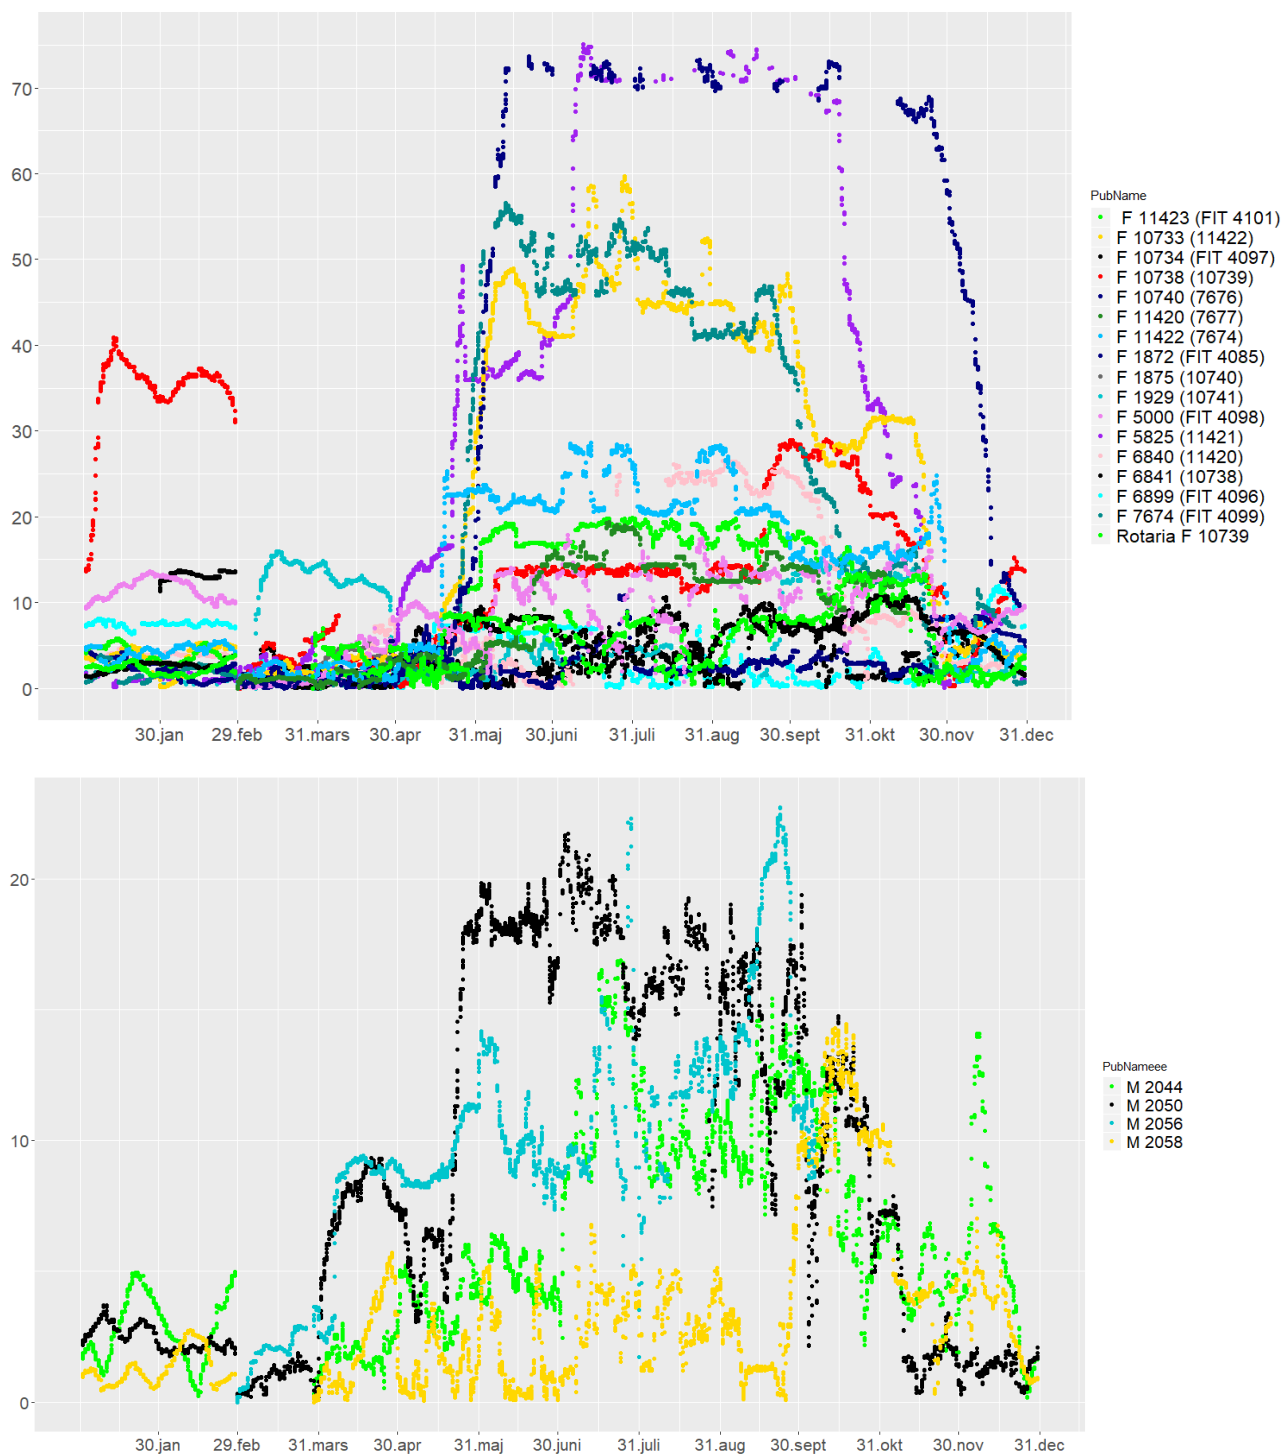 70
60
50
40
30
20
10
0
30.jan 29.feb 31.mars 30.apr 31.maj 30.juni 31.juli 31.aug 30.sept 31.okt 30.nov 31.dec
PubName
F 11423 (FIT 4101)
F 10733 (11422)
F 10734 (FIT 4097)
F 10738 (10739)
F 10740 (7676)
F 11420 (7677)
F 11422 (7674)
F 1872 (FIT 4085)
F 1875 (10740)
F 1929 (10741)
F 5000 (FIT 4098)
F 5825 (11421)
F 6840 (11420)
F 6841 (10738)
F 6899 (FIT 4096)
F 7674 (FIT 4099)
Rotaria F 10739
20
10
0
30.jan 29.feb 31.mars 30.apr 31.maj 30.juni 31.juli 31.aug 30.sept 31.okt 30.nov 31.dec
PubNameee
M 2044
M 2050
M 2056
M 2058